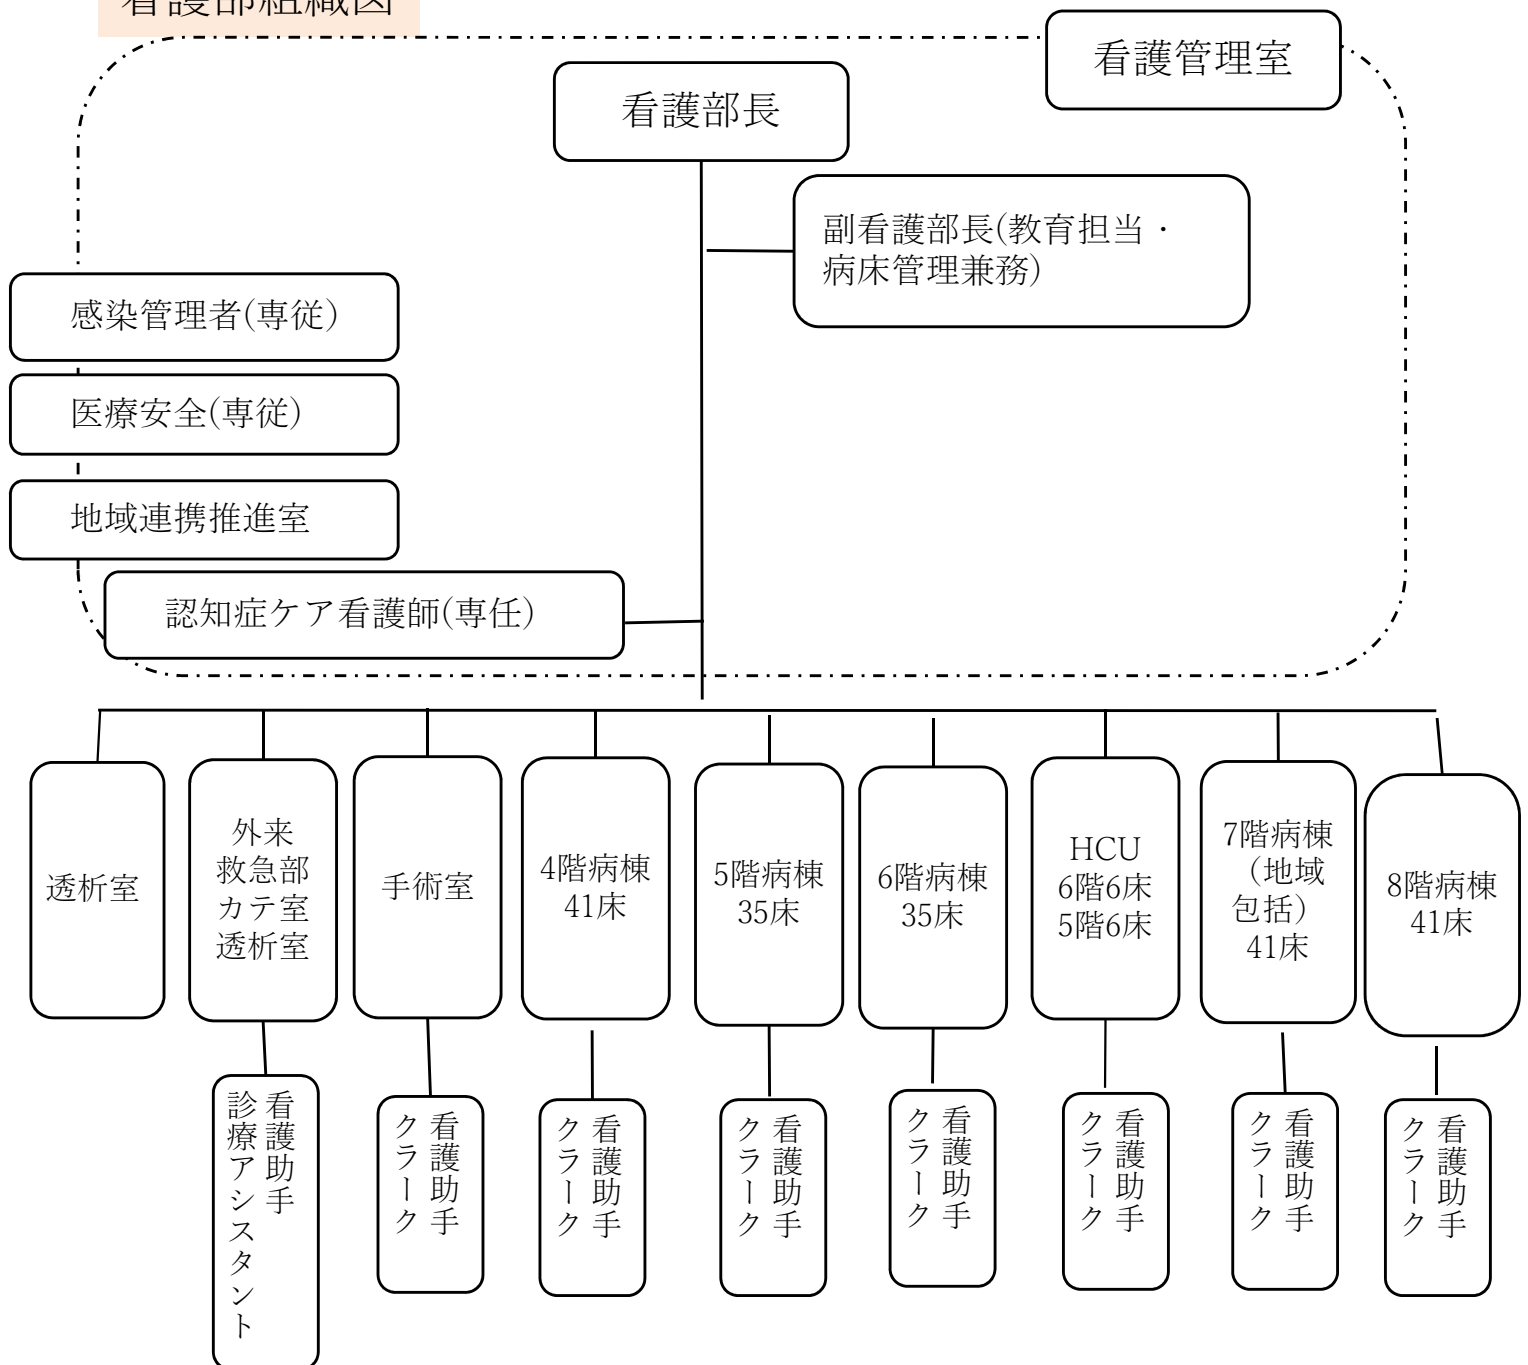 看護部組織図
看護管理室
看護部長
副看護部長(教育担当・
病床管理兼務)
感染管理者(専従)
医療安全(専従)
地域連携推進室
認知症ケア看護師(専任)
透析室
外来
救急部
カテ室
透析室
手術室
4階病棟
41床
5階病棟
35床
6階病棟
35床
HCU
6階6床
5階6床
7階病棟
（地域
包括）
41床
8階病棟
41床
看護助手
診療アシスタント
看護助手
クラーク
看護助手
クラーク
看護助手
クラーク
看護助手
クラーク
看護助手
クラーク
看護助手
クラーク
看護助手
クラーク